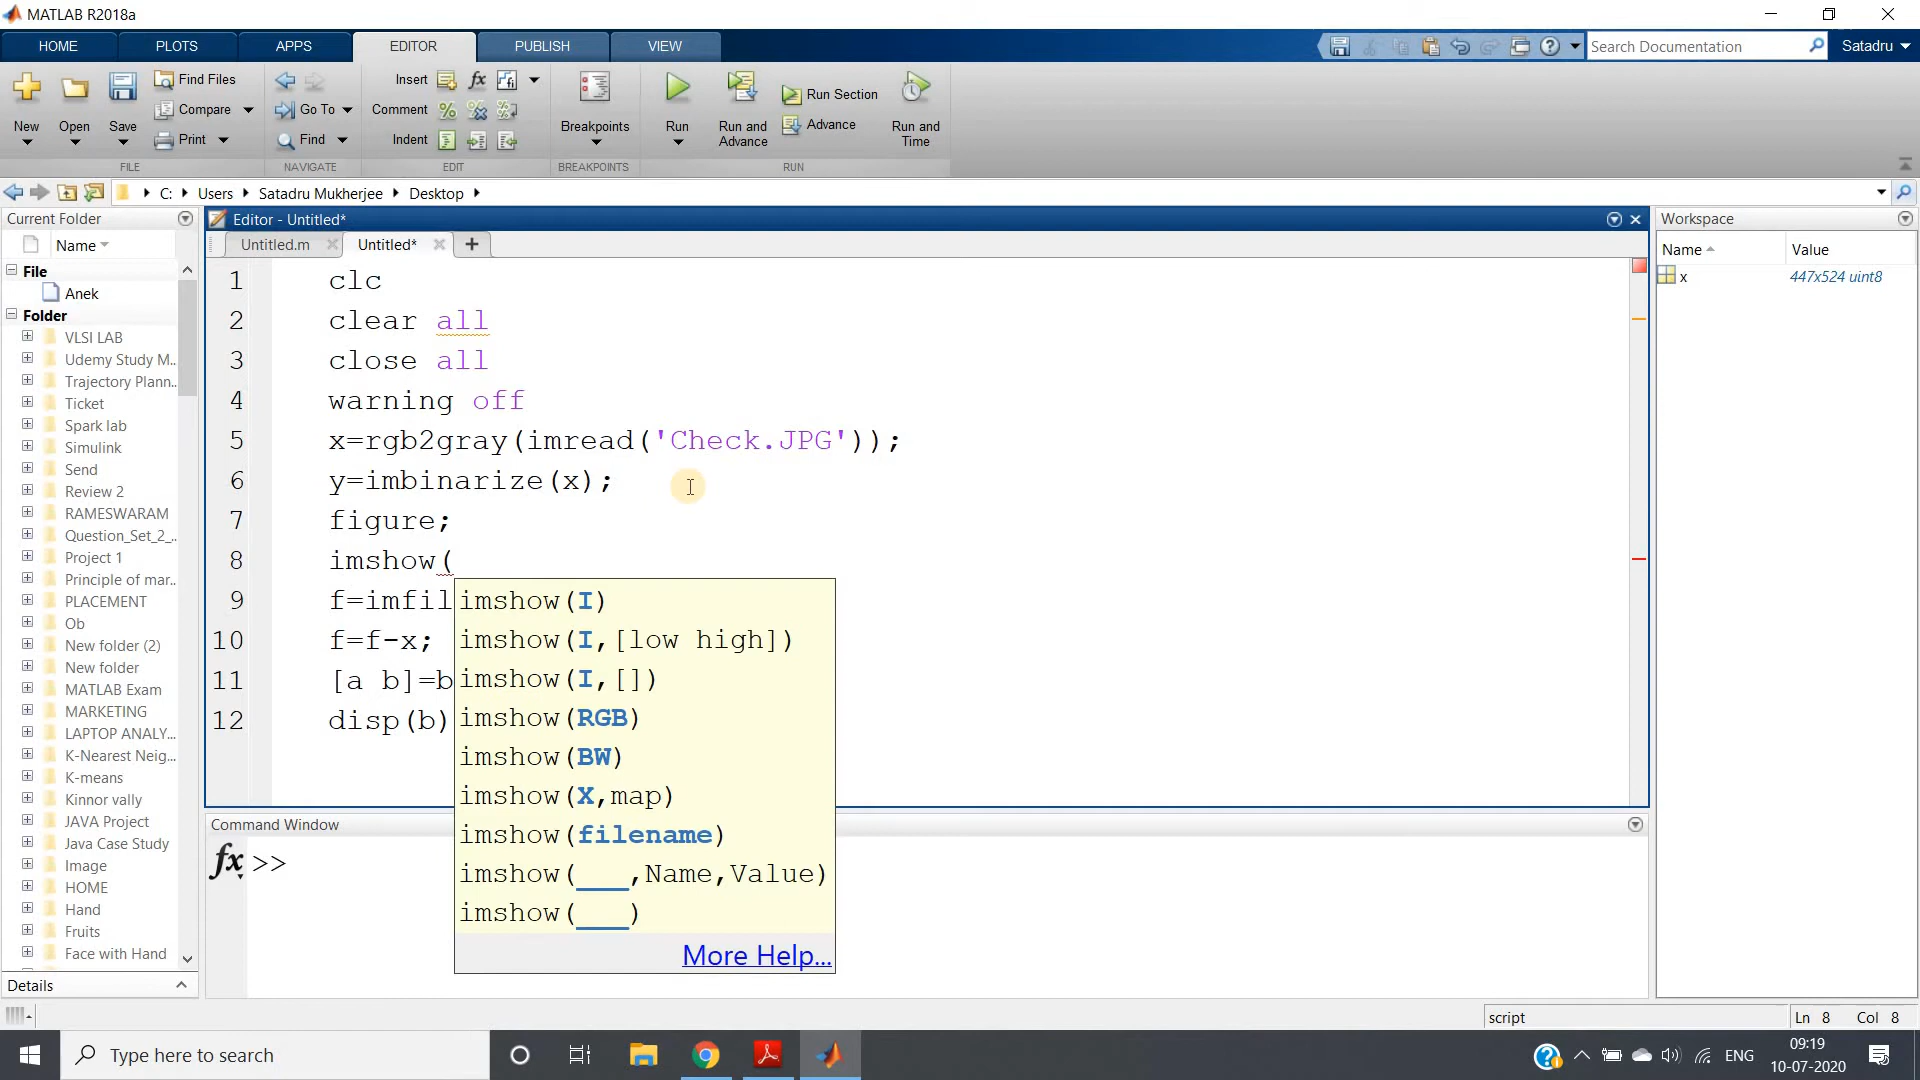 MATLAB R2018a
HOME PLOTS APPS EDITOR PUBLISH VIEW
Search Documentation
Satadru
New
Open
Save
Find Files
Compare
Print
FILE
Go To
Find
NAVIGATE
Insert
Comment
Indent
EDIT
Breakpoints
BREAKPOINTS
Run
Run and Advance
Run Section
Advance
Run and Time
RUN
C: Users Satadru Mukherjee Desktop
Current Folder
Name
File
Anek
Folder
VLSI LAB
Udemy Study M...
Trajectory Plann...
Ticket
Spark lab
Simulink
Send
Review 2
RAMESWARAM
Question_Set_2_...
Project 1
Principle of mar...
PLACEMENT
Ob
New folder (2)
New folder
MATLAB Exam
MARKETING
LAPTOP ANALY...
K-Nearest Neig...
K-means
Kinnor vally
JAVA Project
Java Case Study
Image
HOME
Hand
Fruits
Face with Hand
Details
Editor - Untitled*
Untitled.m Untitled*
1 clc
2 clear all
3 close all
4 warning off
5 x=rgb2gray(imread('Check.JPG'));
6 y=imbinarize(x);
7 figure;
8 imshow(
9 f=imfil
10 f=f-x;
11 [a b]=b
12 disp(b)
imshow(I)
imshow(I,[low high])
imshow(I,[])
imshow(RGB)
imshow(BW)
imshow(X,map)
imshow(filename)
imshow(___,Name,Value)
imshow(___)
More Help...
Command Window
fx >>
Workspace
Name Value
x 447x524 uint8
script Ln 8 Col 8
Type here to search
ENG
09:19
10-07-2020